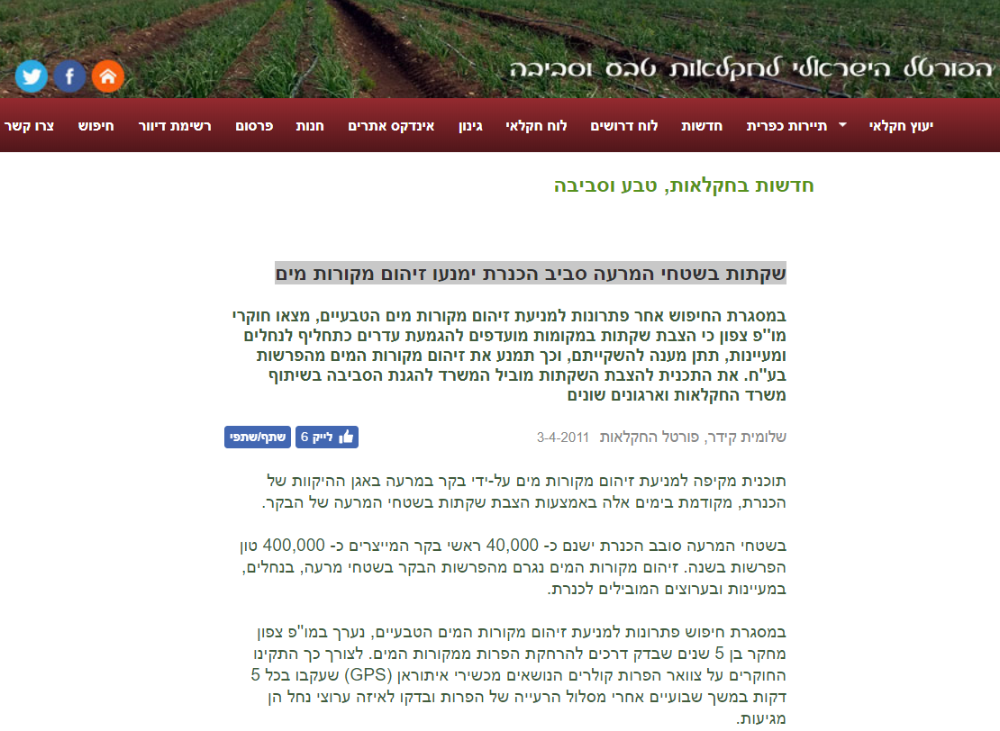 הפורטל הישראלי לחקלאות טבע וסביבה
יעוץ חקלאי
תיירות כפרית
חדשות
לוח דרושים
לוח חקלאי
גינון
אינדקס אתרים
חנות
פרסום
רשימת דיוור
חיפוש
צרו קשר
חדשות בחקלאות, טבע וסביבה
שקתות בשטחי המרעה סביב הכנרת ימנעו זיהום מקורות מים
במסגרת החיפוש אחר פתרונות למניעת זיהום מקורות מים הטבעיים, מצאו חוקרי
מו"פ צפון כי הצבת שקתות במקומות מועדפים להגמעת עדרים כתחליף לנחלים
ומעיינות, תתן מענה להשקייתם, וכך תמנע את זיהום מקורות המים מהפרשות
בע"ח. את התכנית להצבת השקתות מוביל המשרד להגנת הסביבה בשיתוף
משרד החקלאות וארגונים שונים
שלומית קידר, פורטל החקלאות 3-4-2011
לייק 6
שתף/שתפי
תוכנית מקיפה למניעת זיהום מקורות מים על-ידי בקר במרעה באגן ההיקוות של
הכנרת, מקודמת בימים אלה באמצעות הצבת שקתות בשטחי המרעה של הבקר.
בשטחי המרעה סובב הכנרת ישנם כ- 40,000 ראשי בקר המייצרים כ- 400,000 טון
הפרשות בשנה. זיהום מקורות המים נגרם מהפרשות הבקר בשטחי מרעה, בנחלים,
במעיינות ובערוצים המובילים לכנרת.
במסגרת חיפוש פתרונות למניעת זיהום מקורות המים הטבעיים, נערך במו"פ צפון
מחקר בן 5 שנים שבדק דרכים להרחקת הפרות ממקורות המים. לצורך כך התקינו
החוקרים על צוואר הפרות קולרים הנושאים מכשירי איתוראן (GPS) שעקבו בכל 5
דקות במשך שבועיים אחרי מסלול הרעייה של הפרות ובדקו לאיזה ערוצי נחל הן
מגיעות.